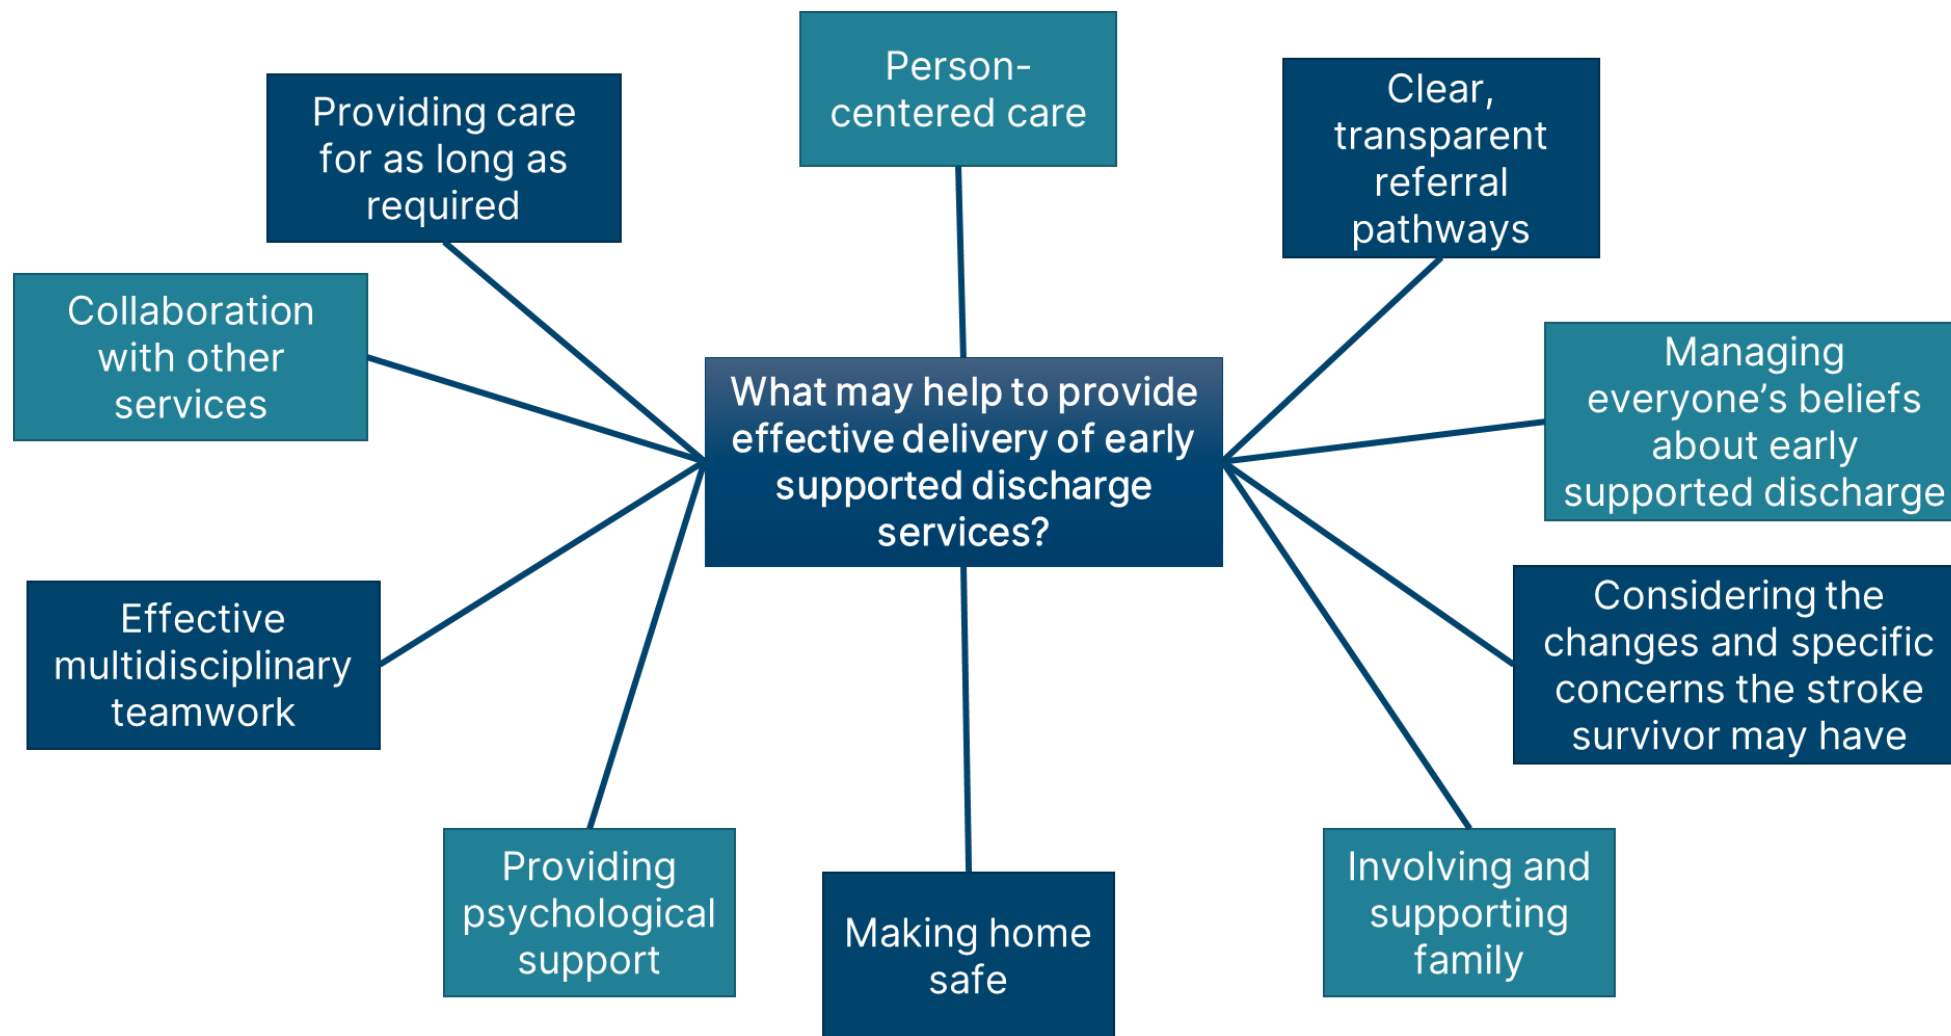 Person-
centered care
Clear,
transparent
referral
pathways
Providing care
for as long as
required
Collaboration
with other
services
Managing
everyone’s beliefs
about early
supported discharge
What may help to provide
effective delivery of early
supported discharge
services?
Effective
multidisciplinary
teamwork
Considering the
changes and specific
concerns the stroke
survivor may have
Providing
psychological
support
Making home
safe
Involving and
supporting
family